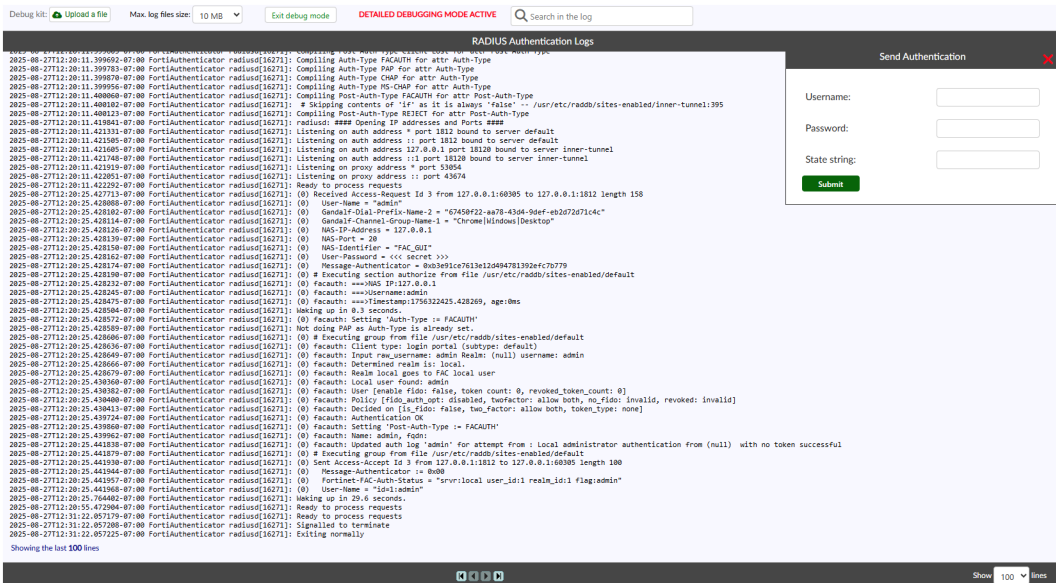 Debug kit: Upload a file Max. log files size: 10 MB Exit debug mode DETAILED DEBUGGING MODE ACTIVE Search in the log
RADIUS Authentication Logs
2025-08-27T12:20:11.399692-07:00 FortiAuthenticator radiusd[16271]: Compiling Auth-Type FACAUTH for attr Auth-Type
2025-08-27T12:20:11.399783-07:00 FortiAuthenticator radiusd[16271]: Compiling Auth-Type PAP for attr Auth-Type
2025-08-27T12:20:11.399870-07:00 FortiAuthenticator radiusd[16271]: Compiling Auth-Type CHAP for attr Auth-Type
2025-08-27T12:20:11.399956-07:00 FortiAuthenticator radiusd[16271]: Compiling Auth-Type MS-CHAP for attr Auth-Type
2025-08-27T12:20:11.400060-07:00 FortiAuthenticator radiusd[16271]: Compiling Post-Auth-Type FACAUTH for attr Post-Auth-Type
2025-08-27T12:20:11.400102-07:00 FortiAuthenticator radiusd[16271]: # Skipping contents of 'if' as it is always 'false' -- /usr/etc/raddb/sites-enabled/inner-tunnel:395
2025-08-27T12:20:11.400123-07:00 FortiAuthenticator radiusd[16271]: Compiling Post-Auth-Type REJECT for attr Post-Auth-Type
2025-08-27T12:20:11.419841-07:00 FortiAuthenticator radiusd[16271]: radiusd: #### Opening IP addresses and Ports ####
2025-08-27T12:20:11.421331-07:00 FortiAuthenticator radiusd[16271]: Listening on auth address * port 1812 bound to server default
2025-08-27T12:20:11.421505-07:00 FortiAuthenticator radiusd[16271]: Listening on auth address :: port 1812 bound to server default
2025-08-27T12:20:11.421605-07:00 FortiAuthenticator radiusd[16271]: Listening on auth address 127.0.0.1 port 18120 bound to server inner-tunnel
2025-08-27T12:20:11.421748-07:00 FortiAuthenticator radiusd[16271]: Listening on auth address ::1 port 18120 bound to server inner-tunnel
2025-08-27T12:20:11.421919-07:00 FortiAuthenticator radiusd[16271]: Listening on proxy address * port 53054
2025-08-27T12:20:11.422051-07:00 FortiAuthenticator radiusd[16271]: Listening on proxy address :: port 43674
2025-08-27T12:20:11.422292-07:00 FortiAuthenticator radiusd[16271]: Ready to process requests
2025-08-27T12:20:25.427713-07:00 FortiAuthenticator radiusd[16271]: (0) Received Access-Request Id 3 from 127.0.0.1:60305 to 127.0.0.1:1812 length 158
2025-08-27T12:20:25.428088-07:00 FortiAuthenticator radiusd[16271]: (0) User-Name = "admin"
2025-08-27T12:20:25.428102-07:00 FortiAuthenticator radiusd[16271]: (0) Gandalf-Dial-Prefix-Name-2 = "67450f22-aa78-43d4-9def-eb2d72d71c4c"
2025-08-27T12:20:25.428114-07:00 FortiAuthenticator radiusd[16271]: (0) Gandalf-Channel-Group-Name-1 = "Chrome|Windows|Desktop"
2025-08-27T12:20:25.428126-07:00 FortiAuthenticator radiusd[16271]: (0) NAS-IP-Address = 127.0.0.1
2025-08-27T12:20:25.428139-07:00 FortiAuthenticator radiusd[16271]: (0) NAS-Port = 20
2025-08-27T12:20:25.428150-07:00 FortiAuthenticator radiusd[16271]: (0) NAS-Identifier = "FAC_GUI"
2025-08-27T12:20:25.428162-07:00 FortiAuthenticator radiusd[16271]: (0) User-Password = <<< secret >>>
2025-08-27T12:20:25.428174-07:00 FortiAuthenticator radiusd[16271]: (0) Message-Authenticator = 0xb3e91ce7613e12d494781392efc7b779
2025-08-27T12:20:25.428190-07:00 FortiAuthenticator radiusd[16271]: (0) # Executing section authorize from file /usr/etc/raddb/sites-enabled/default
2025-08-27T12:20:25.428232-07:00 FortiAuthenticator radiusd[16271]: (0) facauth: ===>NAS IP:127.0.0.1
2025-08-27T12:20:25.428245-07:00 FortiAuthenticator radiusd[16271]: (0) facauth: ===>Username:admin
2025-08-27T12:20:25.428475-07:00 FortiAuthenticator radiusd[16271]: (0) facauth: ===>Timestamp:1756322425.428269, age:0ms
2025-08-27T12:20:25.428504-07:00 FortiAuthenticator radiusd[16271]: Waking up in 0.3 seconds.
2025-08-27T12:20:25.428572-07:00 FortiAuthenticator radiusd[16271]: (0) facauth: Setting 'Auth-Type := FACAUTH'
2025-08-27T12:20:25.428589-07:00 FortiAuthenticator radiusd[16271]: Not doing PAP as Auth-Type is already set.
2025-08-27T12:20:25.428606-07:00 FortiAuthenticator radiusd[16271]: (0) # Executing group from file /usr/etc/raddb/sites-enabled/default
2025-08-27T12:20:25.428636-07:00 FortiAuthenticator radiusd[16271]: (0) facauth: Client type: login portal (subtype: default)
2025-08-27T12:20:25.428649-07:00 FortiAuthenticator radiusd[16271]: (0) facauth: Input raw_username: admin Realm: (null) username: admin
2025-08-27T12:20:25.428666-07:00 FortiAuthenticator radiusd[16271]: (0) facauth: Determined realm is: local.
2025-08-27T12:20:25.428679-07:00 FortiAuthenticator radiusd[16271]: (0) facauth: Realm local goes to FAC local user
2025-08-27T12:20:25.430360-07:00 FortiAuthenticator radiusd[16271]: (0) facauth: Local user found: admin
2025-08-27T12:20:25.430382-07:00 FortiAuthenticator radiusd[16271]: (0) facauth: User [enable fido: false, token count: 0, revoked_token_count: 0]
2025-08-27T12:20:25.430400-07:00 FortiAuthenticator radiusd[16271]: (0) facauth: Policy [fido_auth_opt: disabled, twofactor: allow both, no_fido: invalid, revoked: invalid]
2025-08-27T12:20:25.430413-07:00 FortiAuthenticator radiusd[16271]: (0) facauth: Decided on [is_fido: false, two_factor: allow both, token_type: none]
2025-08-27T12:20:25.439724-07:00 FortiAuthenticator radiusd[16271]: (0) facauth: Authentication OK
2025-08-27T12:20:25.439860-07:00 FortiAuthenticator radiusd[16271]: (0) facauth: Setting 'Post-Auth-Type := FACAUTH'
2025-08-27T12:20:25.439962-07:00 FortiAuthenticator radiusd[16271]: (0) facauth: Name: admin, fqdn:
2025-08-27T12:20:25.441838-07:00 FortiAuthenticator radiusd[16271]: (0) facauth: Updated auth log 'admin' for attempt from : Local administrator authentication from (null) with no token successful
2025-08-27T12:20:25.441879-07:00 FortiAuthenticator radiusd[16271]: (0) # Executing group from file /usr/etc/raddb/sites-enabled/default
2025-08-27T12:20:25.441930-07:00 FortiAuthenticator radiusd[16271]: (0) Sent Access-Accept Id 3 from 127.0.0.1:1812 to 127.0.0.1:60305 length 100
2025-08-27T12:20:25.441944-07:00 FortiAuthenticator radiusd[16271]: (0) Message-Authenticator := 0x00
2025-08-27T12:20:25.441957-07:00 FortiAuthenticator radiusd[16271]: (0) Fortinet-FAC-Auth-Status = "srvr:local user_id:1 realm_id:1 flag:admin"
2025-08-27T12:20:25.441968-07:00 FortiAuthenticator radiusd[16271]: (0) User-Name = "id=1:admin"
2025-08-27T12:20:25.764402-07:00 FortiAuthenticator radiusd[16271]: Waking up in 29.6 seconds.
2025-08-27T12:20:55.472904-07:00 FortiAuthenticator radiusd[16271]: Ready to process requests
2025-08-27T12:31:22.057179-07:00 FortiAuthenticator radiusd[16271]: Ready to process requests
2025-08-27T12:31:22.057208-07:00 FortiAuthenticator radiusd[16271]: Signalled to terminate
2025-08-27T12:31:22.057225-07:00 FortiAuthenticator radiusd[16271]: Exiting normally
Showing the last 100 lines
Send Authentication
Username:
Password:
State string:
Submit
Show 100 lines